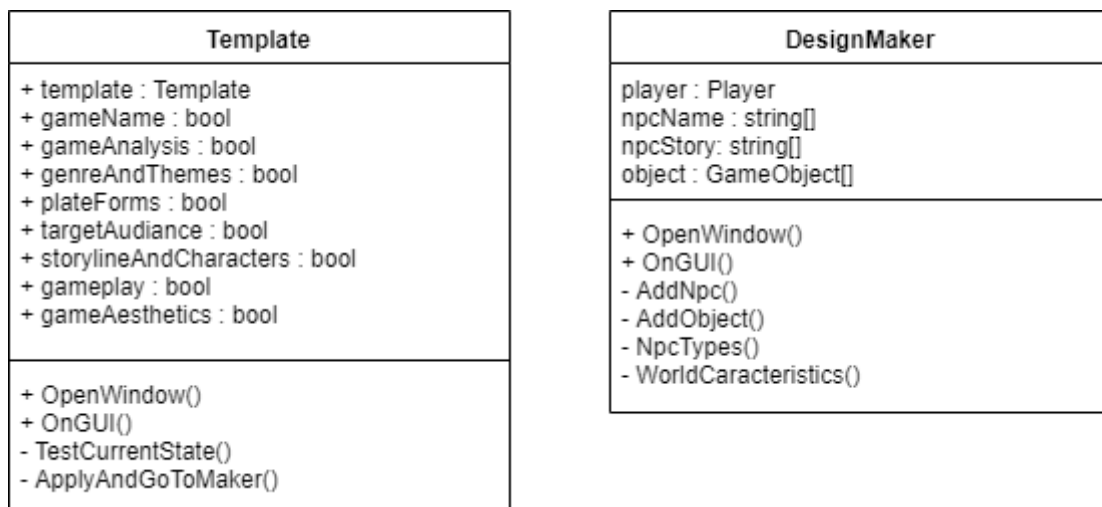 Template
+ template : Template
+ gameName : bool
+ gameAnalysis : bool
+ genreAndThemes : bool
+ plateForms : bool
+ targetAudiance : bool
+ storylineAndCharacters : bool
+ gameplay : bool
+ gameAesthetics : bool
+ OpenWindow()
+ OnGUI()
- TestCurrentState()
- ApplyAndGoToMaker()
DesignMaker
player : Player
npcName : string[]
npcStory: string[]
object : GameObject[]
+ OpenWindow()
+ OnGUI()
- AddNpc()
- AddObject()
- NpcTypes()
- WorldCaracteristics()